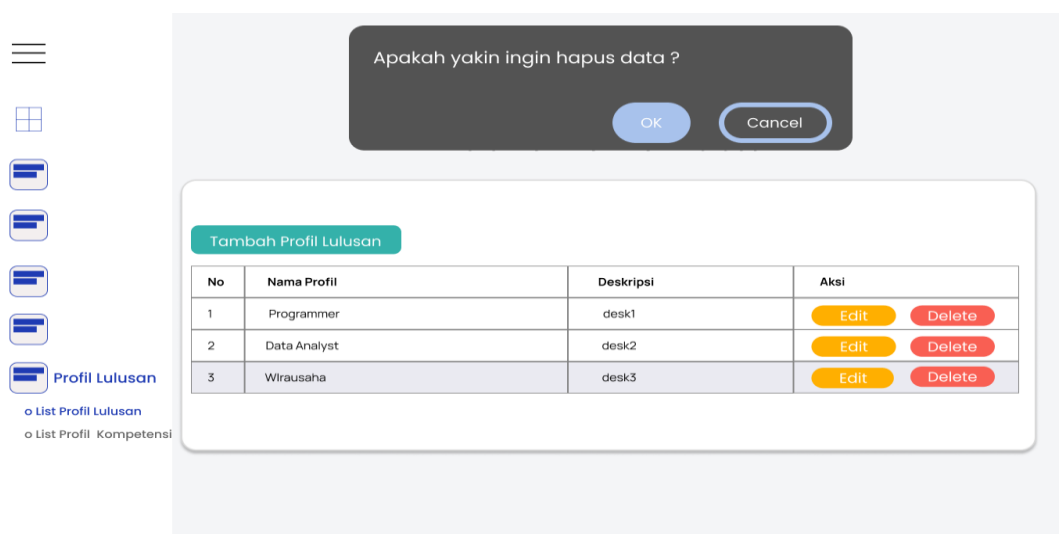 Apakah yakin ingin hapus data ?
OK Cancel
Tambah Profil Lulusan
No Nama Profil Deskripsi Aksi
1 Programmer desk1 Edit Delete
2 Data Analyst desk2 Edit Delete
3 WIrausaha desk3 Edit Delete
Profil Lulusan
o List Profil Lulusan
o List Profil Kompetensi